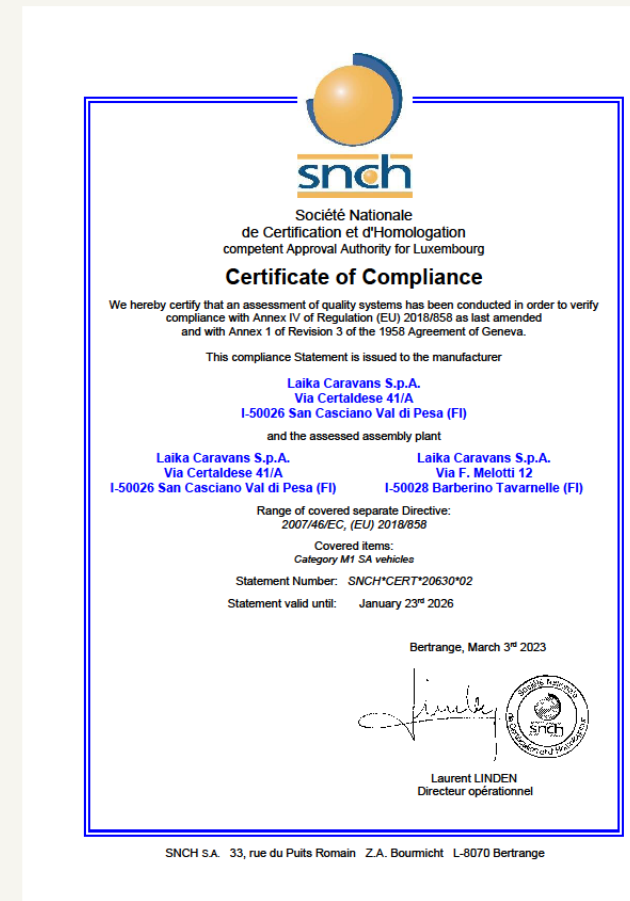 snch
Société Nationale
de Certification et d'Homologation
competent Approval Authority for Luxembourg
Certificate of Compliance
We hereby certify that an assessment of quality systems has been conducted in order to verify
compliance with Annex IV of Regulation (EU) 2018/858 as last amended
and with Annex 1 of Revision 3 of the 1958 Agreement of Geneva.
This compliance Statement is issued to the manufacturer
Laika Caravans S.p.A.
Via Certaldese 41/A
I-50026 San Casciano Val di Pesa (FI)
and the assessed assembly plant
Laika Caravans S.p.A.
Via Certaldese 41/A
I-50026 San Casciano Val di Pesa (FI)
Laika Caravans S.p.A.
Via F. Melotti 12
I-50028 Barberino Tavarnelle (FI)
Range of covered separate Directive:
2007/46/EC, (EU) 2018/858
Covered items:
Category M1 SA vehicles
Statement Number: SNCH*CERT*20630*02
Statement valid until: January 23rd 2026
Bertrange, March 3rd 2023
Société Nationale
de Certification et d'Homologation
snch
Laurent LINDEN
Directeur opérationnel
SNCH S.A. 33, rue du Puits Romain Z.A. Bourmicht L-8070 Bertrange